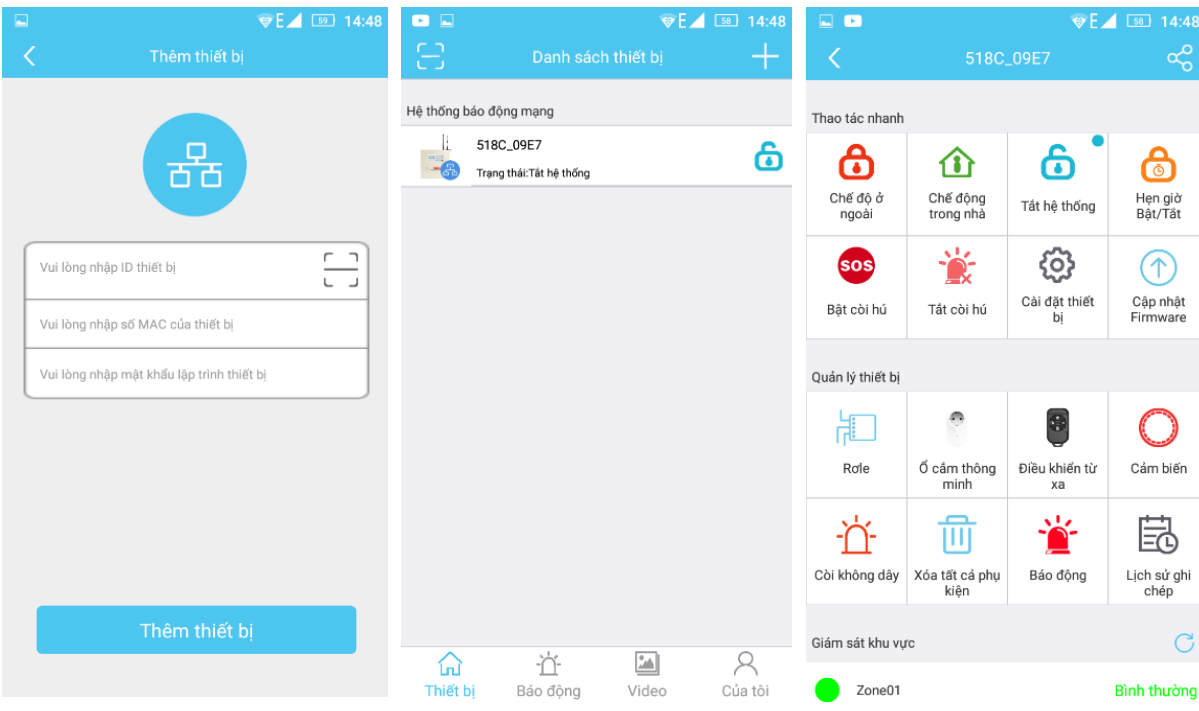 E 59 14:48
Thêm thiết bị
Vui lòng nhập ID thiết bị
Vui lòng nhập số MAC của thiết bị
Vui lòng nhập mật khẩu lập trình thiết bị
Thêm thiết bị
E 58 14:48
Danh sách thiết bị
Hệ thống báo động mạng
518C_09E7
Trạng thái:Tắt hệ thống
Thiết bị
Báo động
Video
Của tôi
E 58 14:48
518C_09E7
Thao tác nhanh
Chế độ ở
ngoài
Chế động
trong nhà
Tắt hệ thống
Hẹn giờ
Bật/Tắt
SOS
Bật còi hú
Tắt còi hú
Cài đặt thiết
bị
Cập nhật
Firmware
Quản lý thiết bị
Rơle
Ổ cắm thông
minh
Điều khiển từ
xa
Cảm biến
Còi không dây
Xóa tất cả phụ
kiện
Báo động
Lịch sử ghi
chép
Giám sát khu vực
Zone01
Bình thường